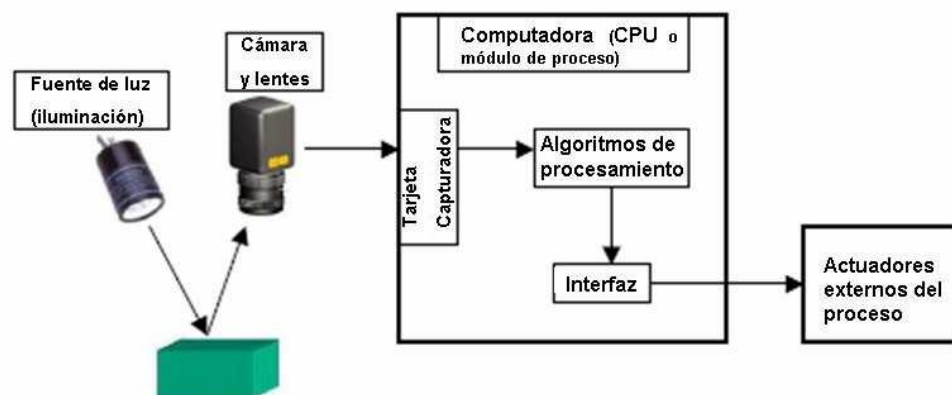 Fuente de luz
(iluminación)
Cámara
y lentes
Computadora (CPU o
módulo de proceso)
Tarjeta
Capturadora
Algoritmos de
procesamiento
Interfaz
Actuadores
externos del
proceso